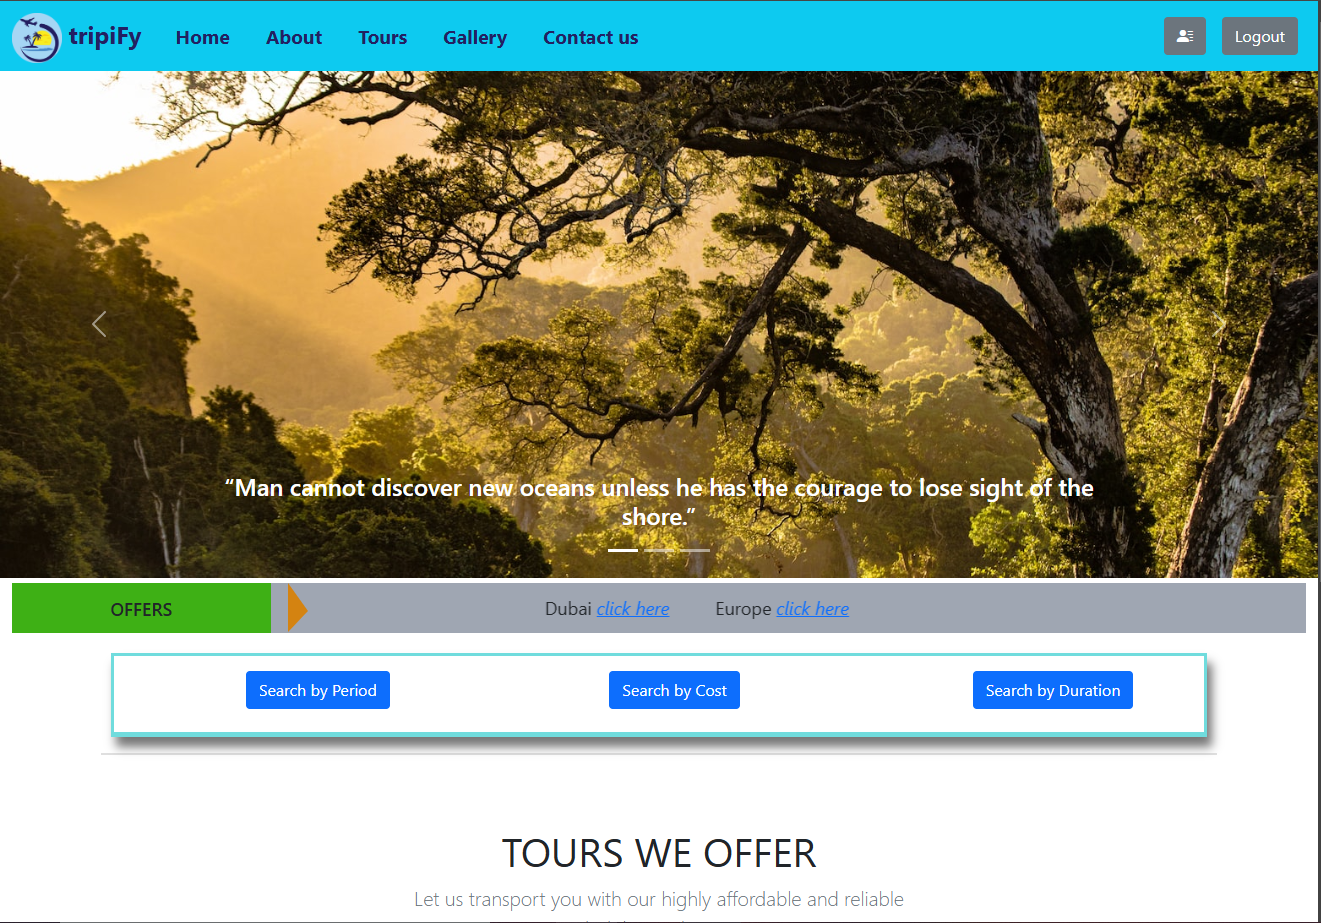 tripiFy Home About Tours Gallery Contact us Logout
“Man cannot discover new oceans unless he has the courage to lose sight of the
shore.”
OFFERS Dubai click here Europe click here
Search by Period Search by Cost Search by Duration
TOURS WE OFFER
Let us transport you with our highly affordable and reliable